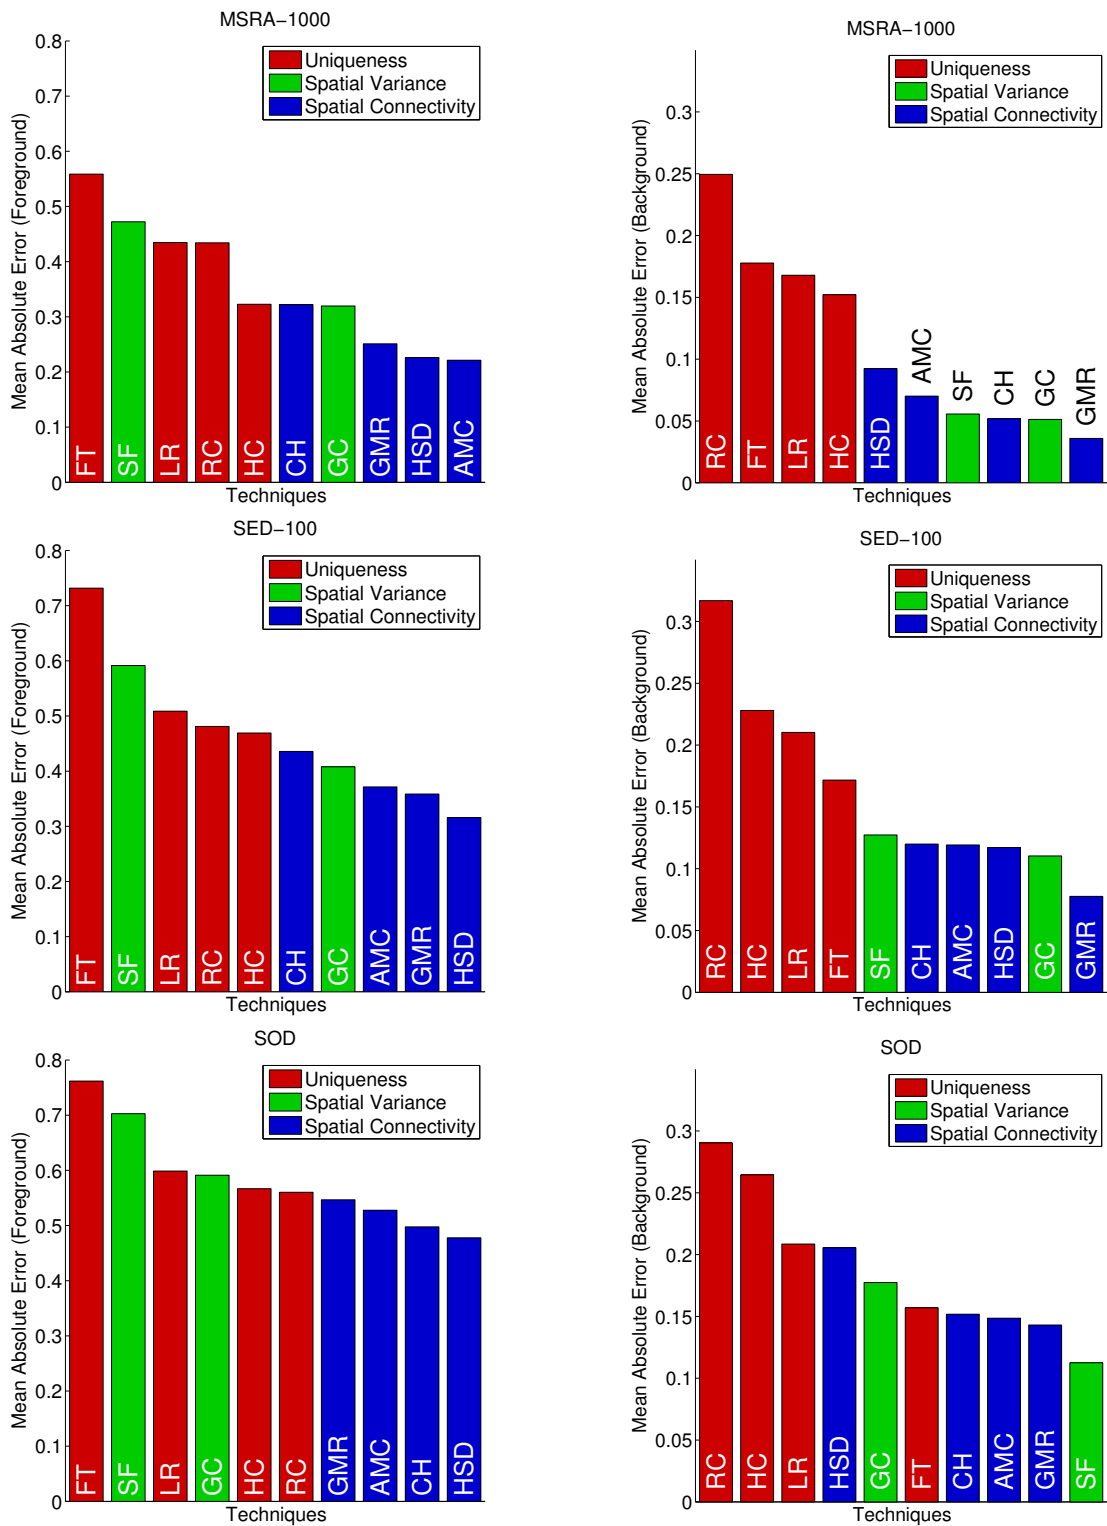 MSRA−1000
0.8
0.7
0.6
0.5
0.4
0.3
0.2
0.1
0
Mean Absolute Error (Foreground)
Uniqueness
Spatial Variance
Spatial Connectivity
FT
SF
LR
RC
HC
CH
GC
GMR
HSD
AMC
Techniques
MSRA−1000
0.3
0.25
0.2
0.15
0.1
0.05
0
Mean Absolute Error (Background)
Uniqueness
Spatial Variance
Spatial Connectivity
RC
FT
LR
HC
HSD
AMC
SF
CH
GC
GMR
Techniques
SED−100
0.8
0.7
0.6
0.5
0.4
0.3
0.2
0.1
0
Mean Absolute Error (Foreground)
Uniqueness
Spatial Variance
Spatial Connectivity
FT
SF
LR
RC
HC
CH
GC
AMC
GMR
HSD
Techniques
SED−100
0.3
0.25
0.2
0.15
0.1
0.05
0
Mean Absolute Error (Background)
Uniqueness
Spatial Variance
Spatial Connectivity
RC
HC
LR
FT
SF
CH
AMC
HSD
GC
GMR
Techniques
SOD
0.8
0.7
0.6
0.5
0.4
0.3
0.2
0.1
0
Mean Absolute Error (Foreground)
Uniqueness
Spatial Variance
Spatial Connectivity
FT
SF
LR
GC
HC
RC
GMR
AMC
CH
HSD
Techniques
SOD
0.3
0.25
0.2
0.15
0.1
0.05
0
Mean Absolute Error (Background)
Uniqueness
Spatial Variance
Spatial Connectivity
RC
HC
LR
HSD
GC
FT
CH
AMC
GMR
SF
Techniques